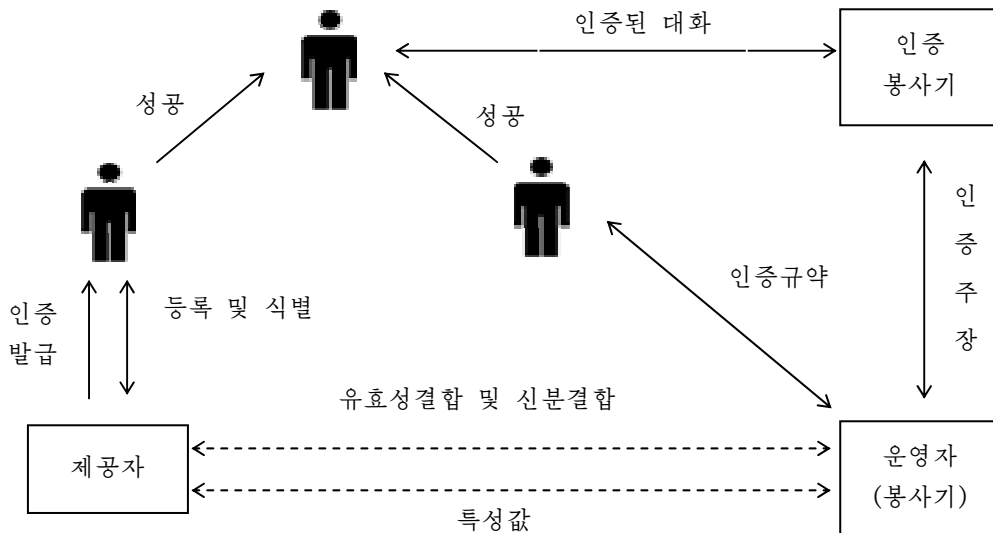 인증된 대화
인증
봉사기
성공
성공
인
증
주
장
인증규약
인증
발급
등록 및 식별
유효성결합 및 신분결합
제공자
운영자
(봉사기)
특성값